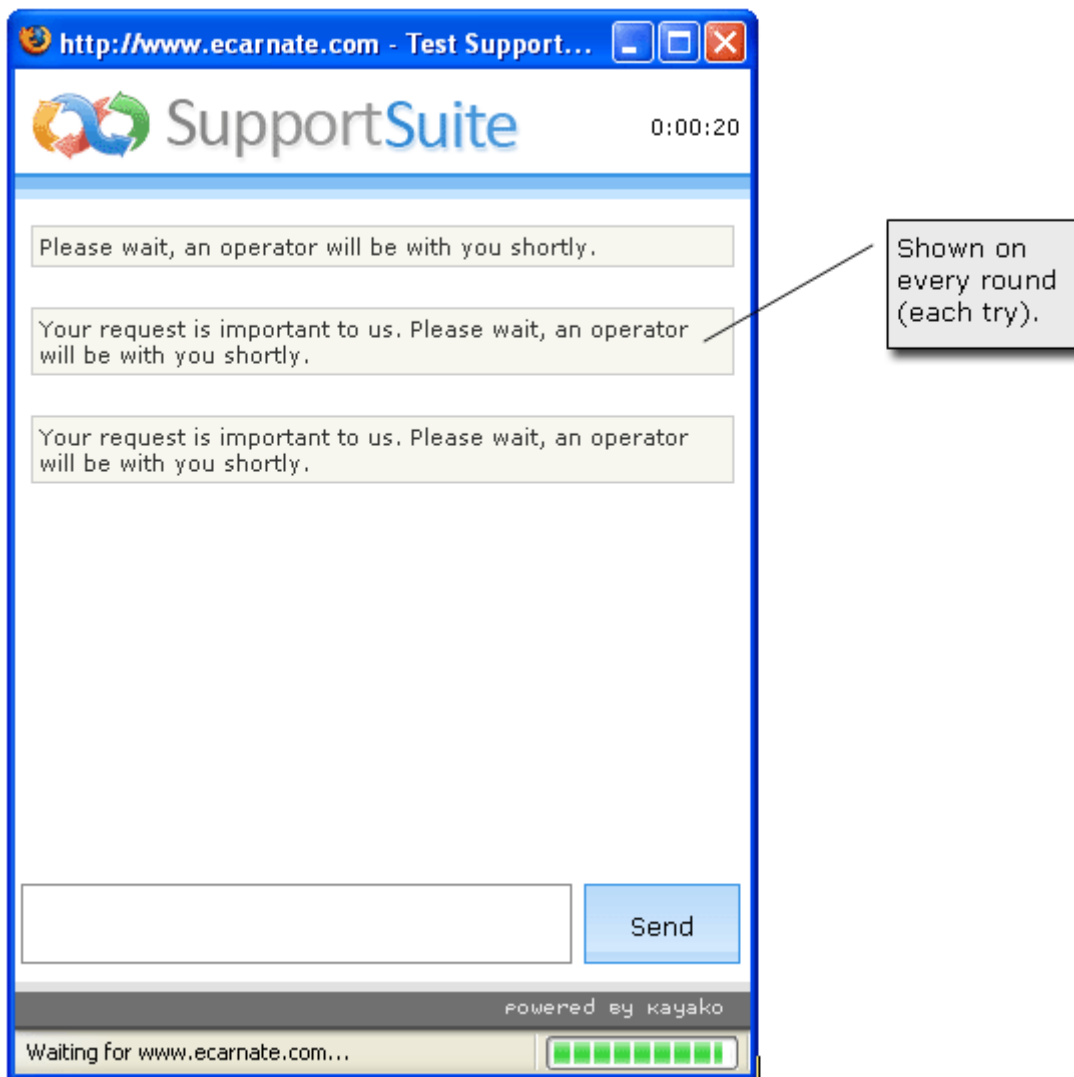 http://www.ecarnate.com - Test Support...
SupportSuite
0:00:20
Please wait, an operator will be with you shortly.
Your request is important to us. Please wait, an operator
will be with you shortly.
Your request is important to us. Please wait, an operator
will be with you shortly.
Shown on
every round
(each try).
Send
Powered By Kayako
Waiting for www.ecarnate.com...